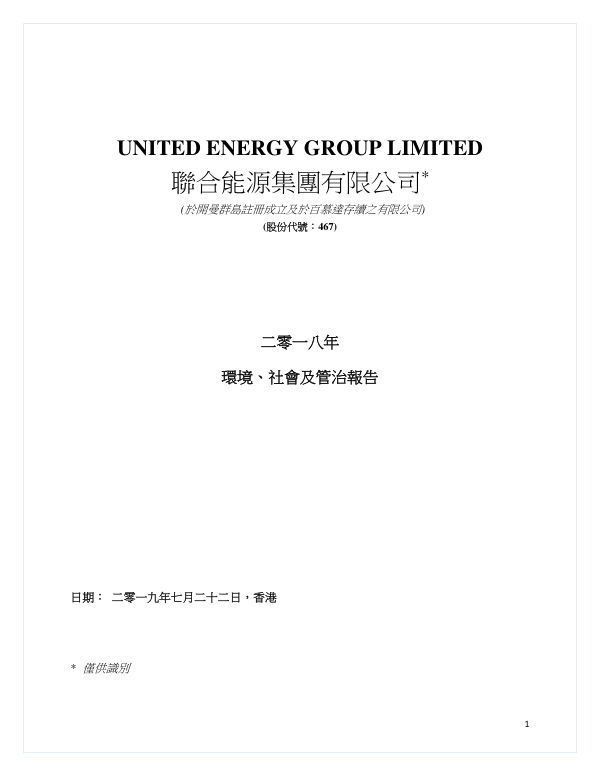 UNITED ENERGY GROUP LIMITED
聯合能源集團有限公司*
(於開曼群島註冊成立及於百慕達存續之有限公司)
(股份代號：467)
二零一八年
環境、社會及管治報告
日期： 二零一九年七月二十二日，香港
* 僅供識別
1